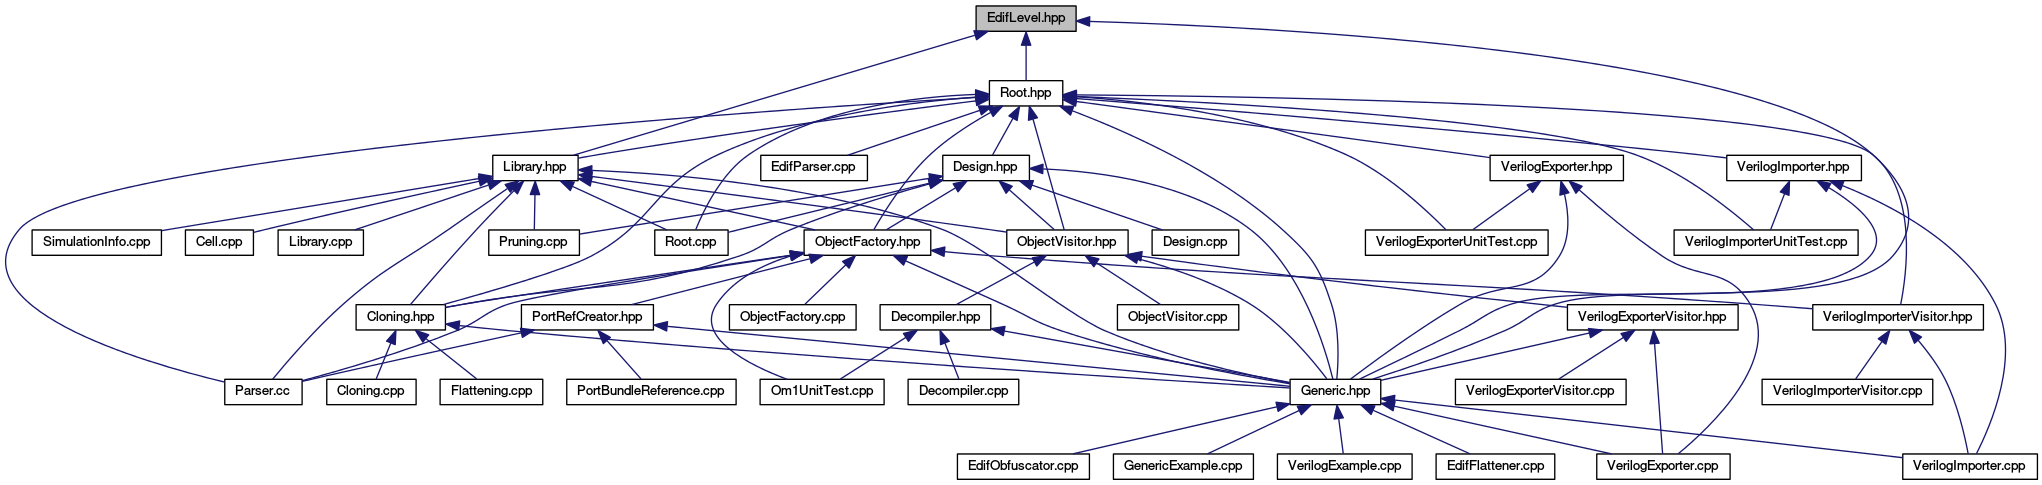 EdifLevel.hpp
Root.hpp
Library.hpp
EdifParser.cpp
Design.hpp
VerilogExporter.hpp
VerilogImporter.hpp
SimulationInfo.cpp
Cell.cpp
Library.cpp
Pruning.cpp
Root.cpp
ObjectFactory.hpp
ObjectVisitor.hpp
Design.cpp
VerilogExporterUnitTest.cpp
VerilogImporterUnitTest.cpp
Cloning.hpp
PortRefCreator.hpp
ObjectFactory.cpp
Decompiler.hpp
ObjectVisitor.cpp
VerilogExporterVisitor.hpp
VerilogImporterVisitor.hpp
Parser.cc
Cloning.cpp
Flattening.cpp
PortBundleReference.cpp
Om1UnitTest.cpp
Decompiler.cpp
Generic.hpp
VerilogExporterVisitor.cpp
VerilogImporterVisitor.cpp
EdifObfuscator.cpp
GenericExample.cpp
VerilogExample.cpp
EdifFlattener.cpp
VerilogExporter.cpp
VerilogImporter.cpp